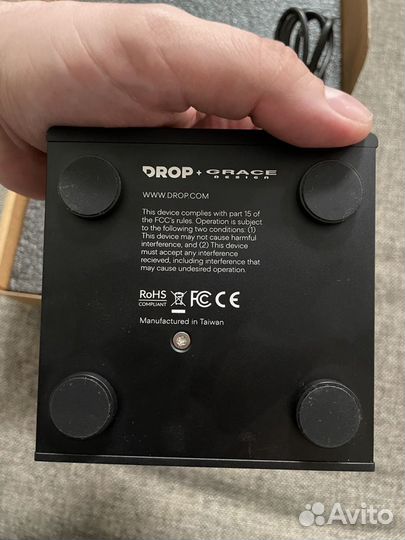 DROP + GRACE
DESIGN
WWW.DROP.COM
This device complies with part 15 of
the FCC's rules. Operation is subject
to the following two conditions: (1)
This device may not cause harmful
interference, and (2) This device
must accept any interference
recieved, including interference that
may cause undesired operation.
RoHS
COMPLIANT
FC CE
Manufactured in Taiwan
Avito